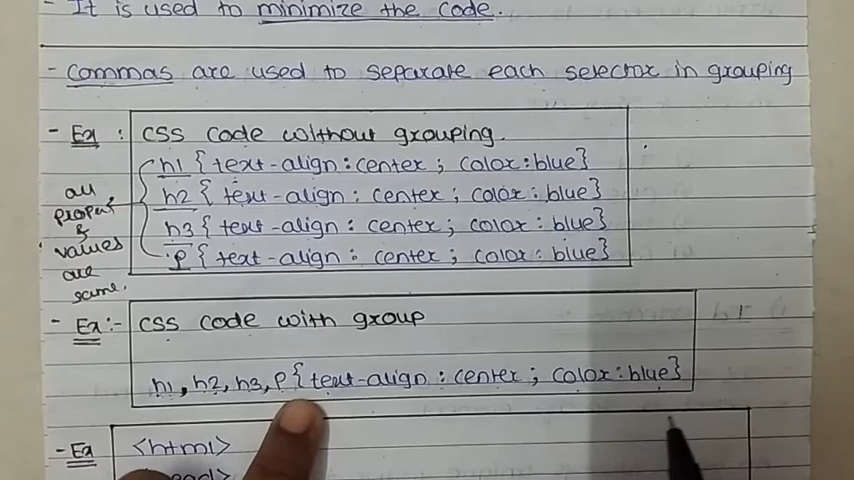 - It is used to minimize the code.
- Commas are used to separate each selector in grouping
- Ex : CSS code without grouping.
h1 { text-align : center ; color : blue }
h2 { text-align : center ; color : blue }
h3 { text-align : center ; color : blue }
p { text-align : center ; color : blue }
all
&
values
are
same.
- Ex :- CSS code with group
h1, h2, h3, p { text-align : center ; color : blue }
- Ex <html>